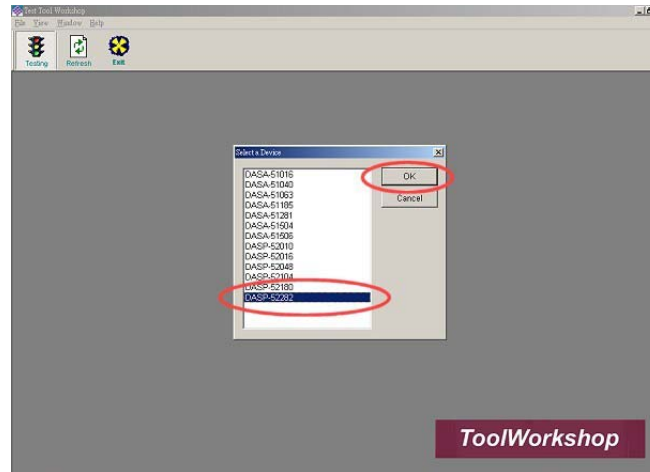 Test Tool Workshop
File View Window Help
Testing Refresh Exit
Select a Device
DASA-51016
DASA-51040
DASA-51063
DASA-51185
DASA-51281
DASA-51504
DASA-51506
DASP-52010
DASP-52016
DASP-52048
DASP-52104
DASP-52180
DASP-52282
OK
Cancel
ToolWorkshop